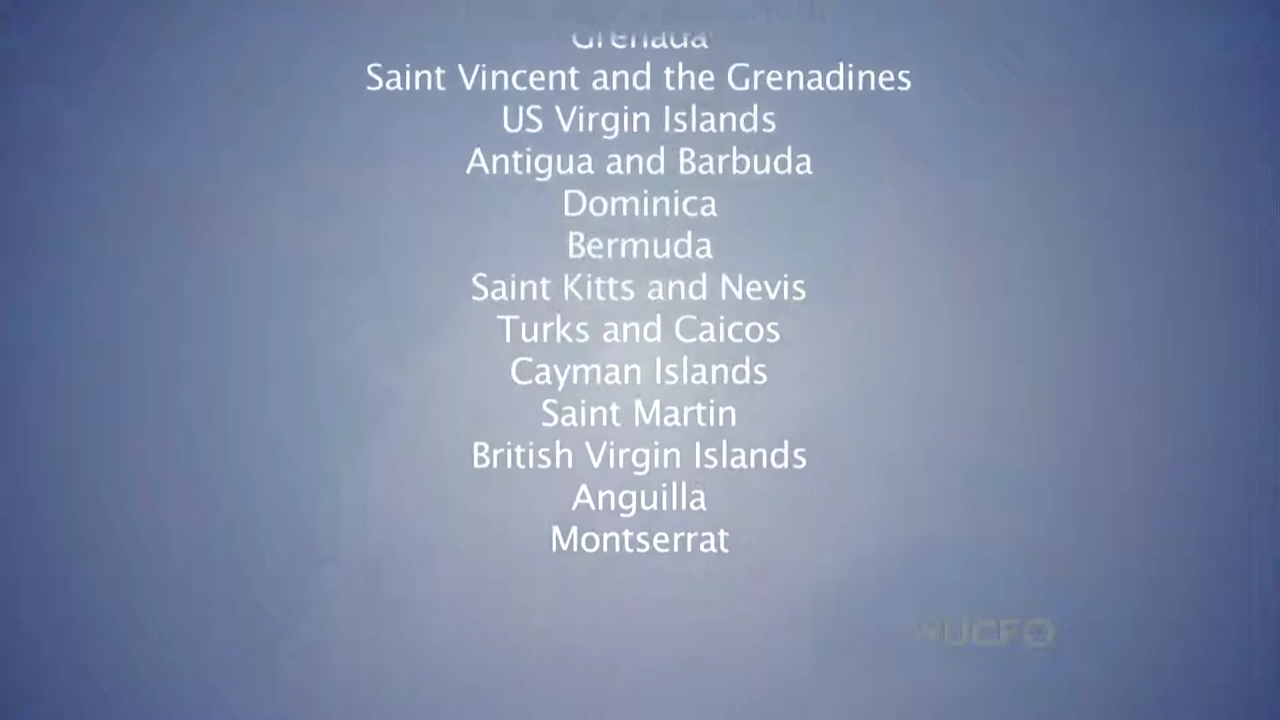 Grenada
Saint Vincent and the Grenadines
US Virgin Islands
Antigua and Barbuda
Dominica
Bermuda
Saint Kitts and Nevis
Turks and Caicos
Cayman Islands
Saint Martin
British Virgin Islands
Anguilla
Montserrat